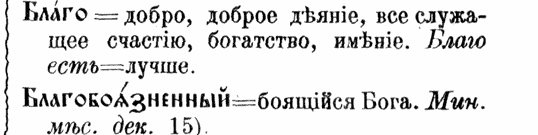 Бла́го = добро, доброе дѣяніе, все служа-
щее счастію, богатство, имѣніе. Благо
есть=лучше.
Благобоѧ́зненный=боящійся Бога. Мин.
мѣс. дек. 15).